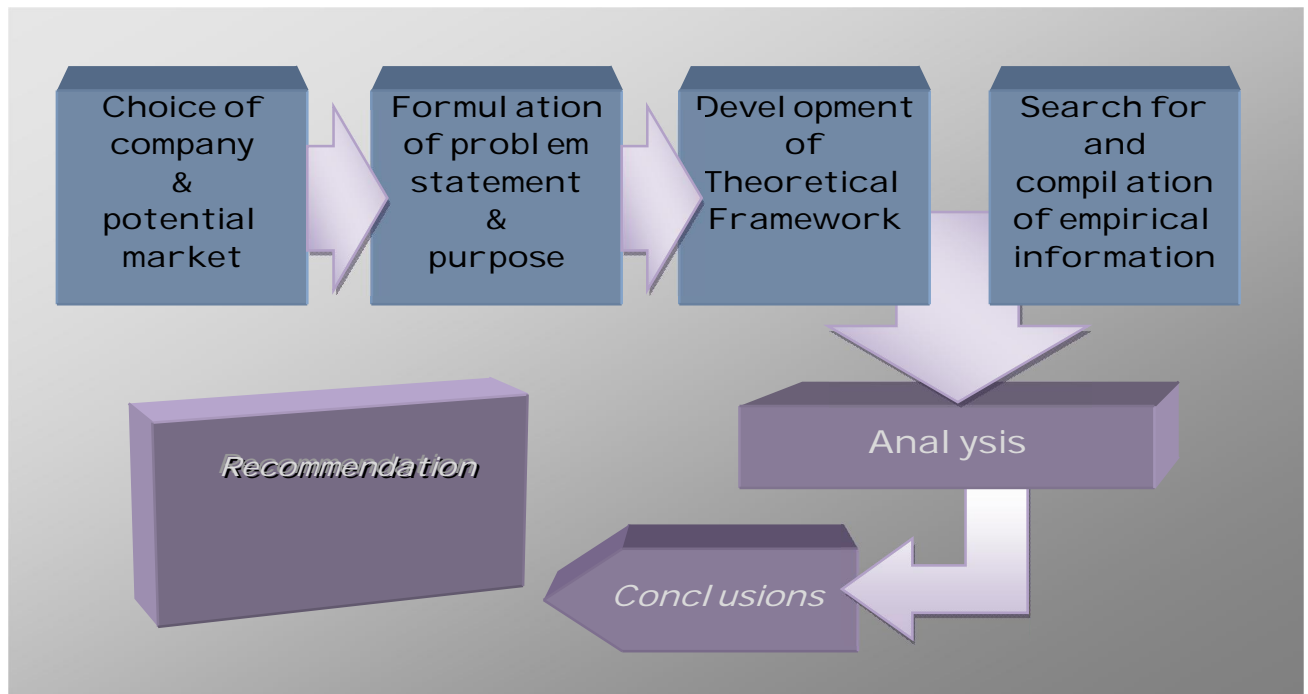 Choice of
company
&
potential
market
Formulation
of problem
statement
&
purpose
Development
of
Theoretical
Framework
Search for
and
compilation
of empirical
information
Analysis
Recommendation
Conclusions